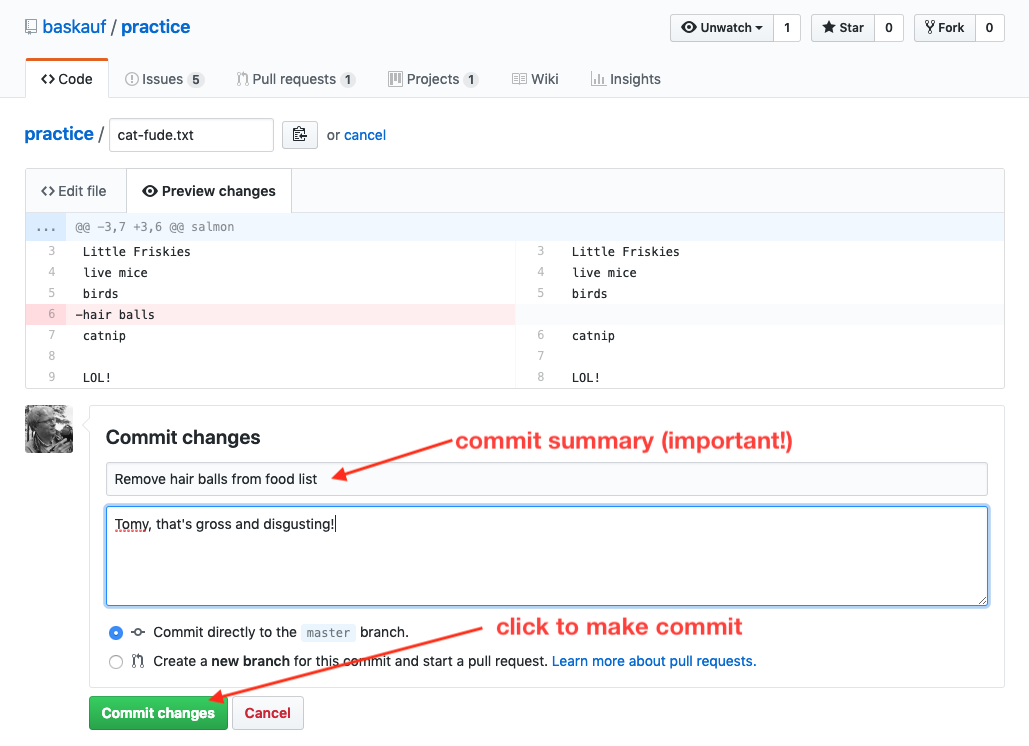 baskauf / practice
Unwatch 1 Star 0 Fork 0
Code Issues 5 Pull requests 1 Projects 1 Wiki Insights
practice / cat-fude.txt or cancel
Edit file Preview changes
... @@ -3,7 +3,6 @@ salmon
3 Little Friskies 3 Little Friskies
4 live mice 4 live mice
5 birds 5 birds
6 -hair balls
7 catnip 6 catnip
8 7
9 LOL! 8 LOL!
Commit changes
commit summary (important!)
Remove hair balls from food list
Tomy, that's gross and disgusting!
click to make commit
Commit directly to the master branch.
Create a new branch for this commit and start a pull request. Learn more about pull requests.
Commit changes Cancel